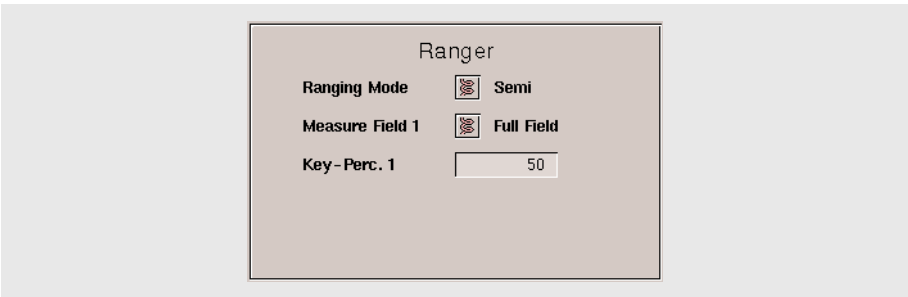 Ranger
Ranging Mode Semi
Measure Field 1 Full Field
Key-Perc. 1 50